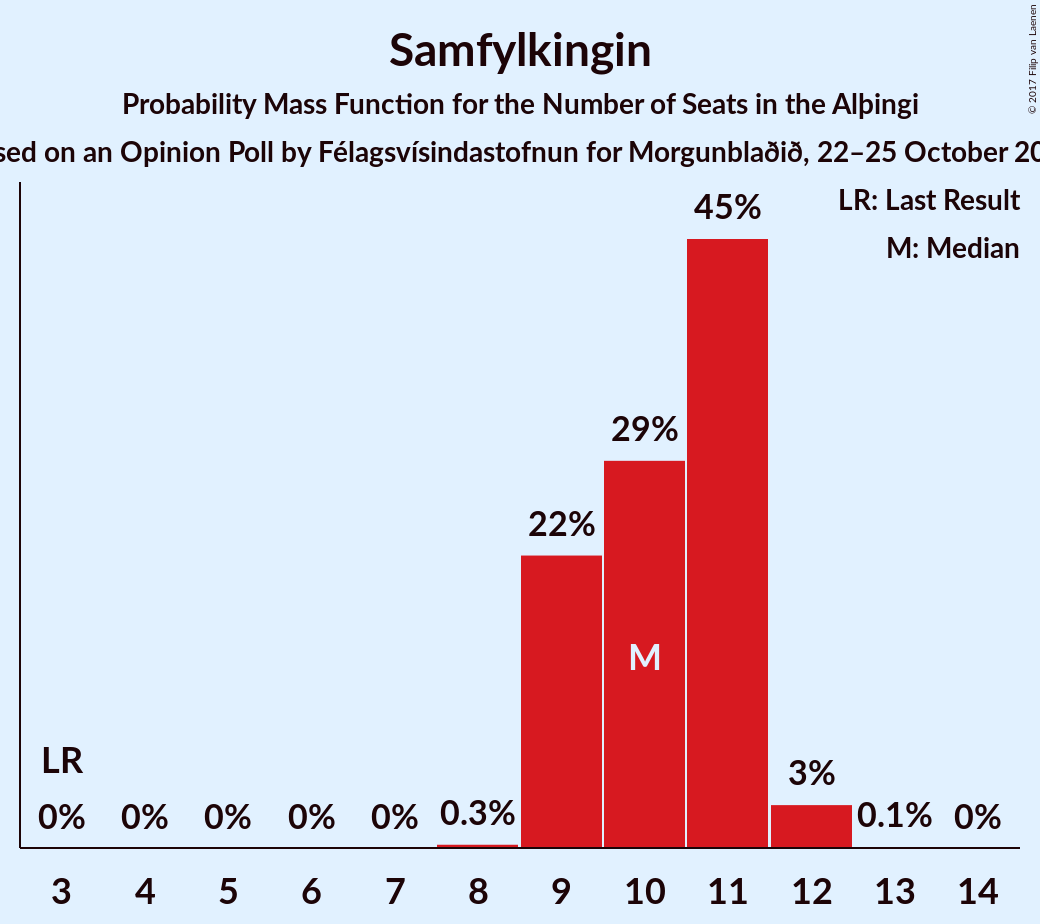 Samfylkingin
Probability Mass Function for the Number of Seats in the Alþingi
on an Opinion Poll by Félagsvísindastofnun for Morgunblaðið, 22–25 October
© 2017 Filip van Laenen
LR: Last Result
M: Median
45%
29%
22%
M
LR
3%
0% 0% 0% 0% 0% 0.3% 0.1% 0%
3 4 5 6 7 8 9 10 11 12 13 14